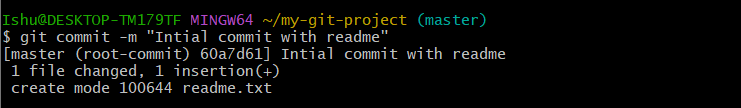 Ishu@DESKTOP-TM179TF MINGW64 ~/my-git-project (master)
$ git commit -m "Intial commit with readme"
[master (root-commit) 60a7d61] Intial commit with readme
 1 file changed, 1 insertion(+)
 create mode 100644 readme.txt